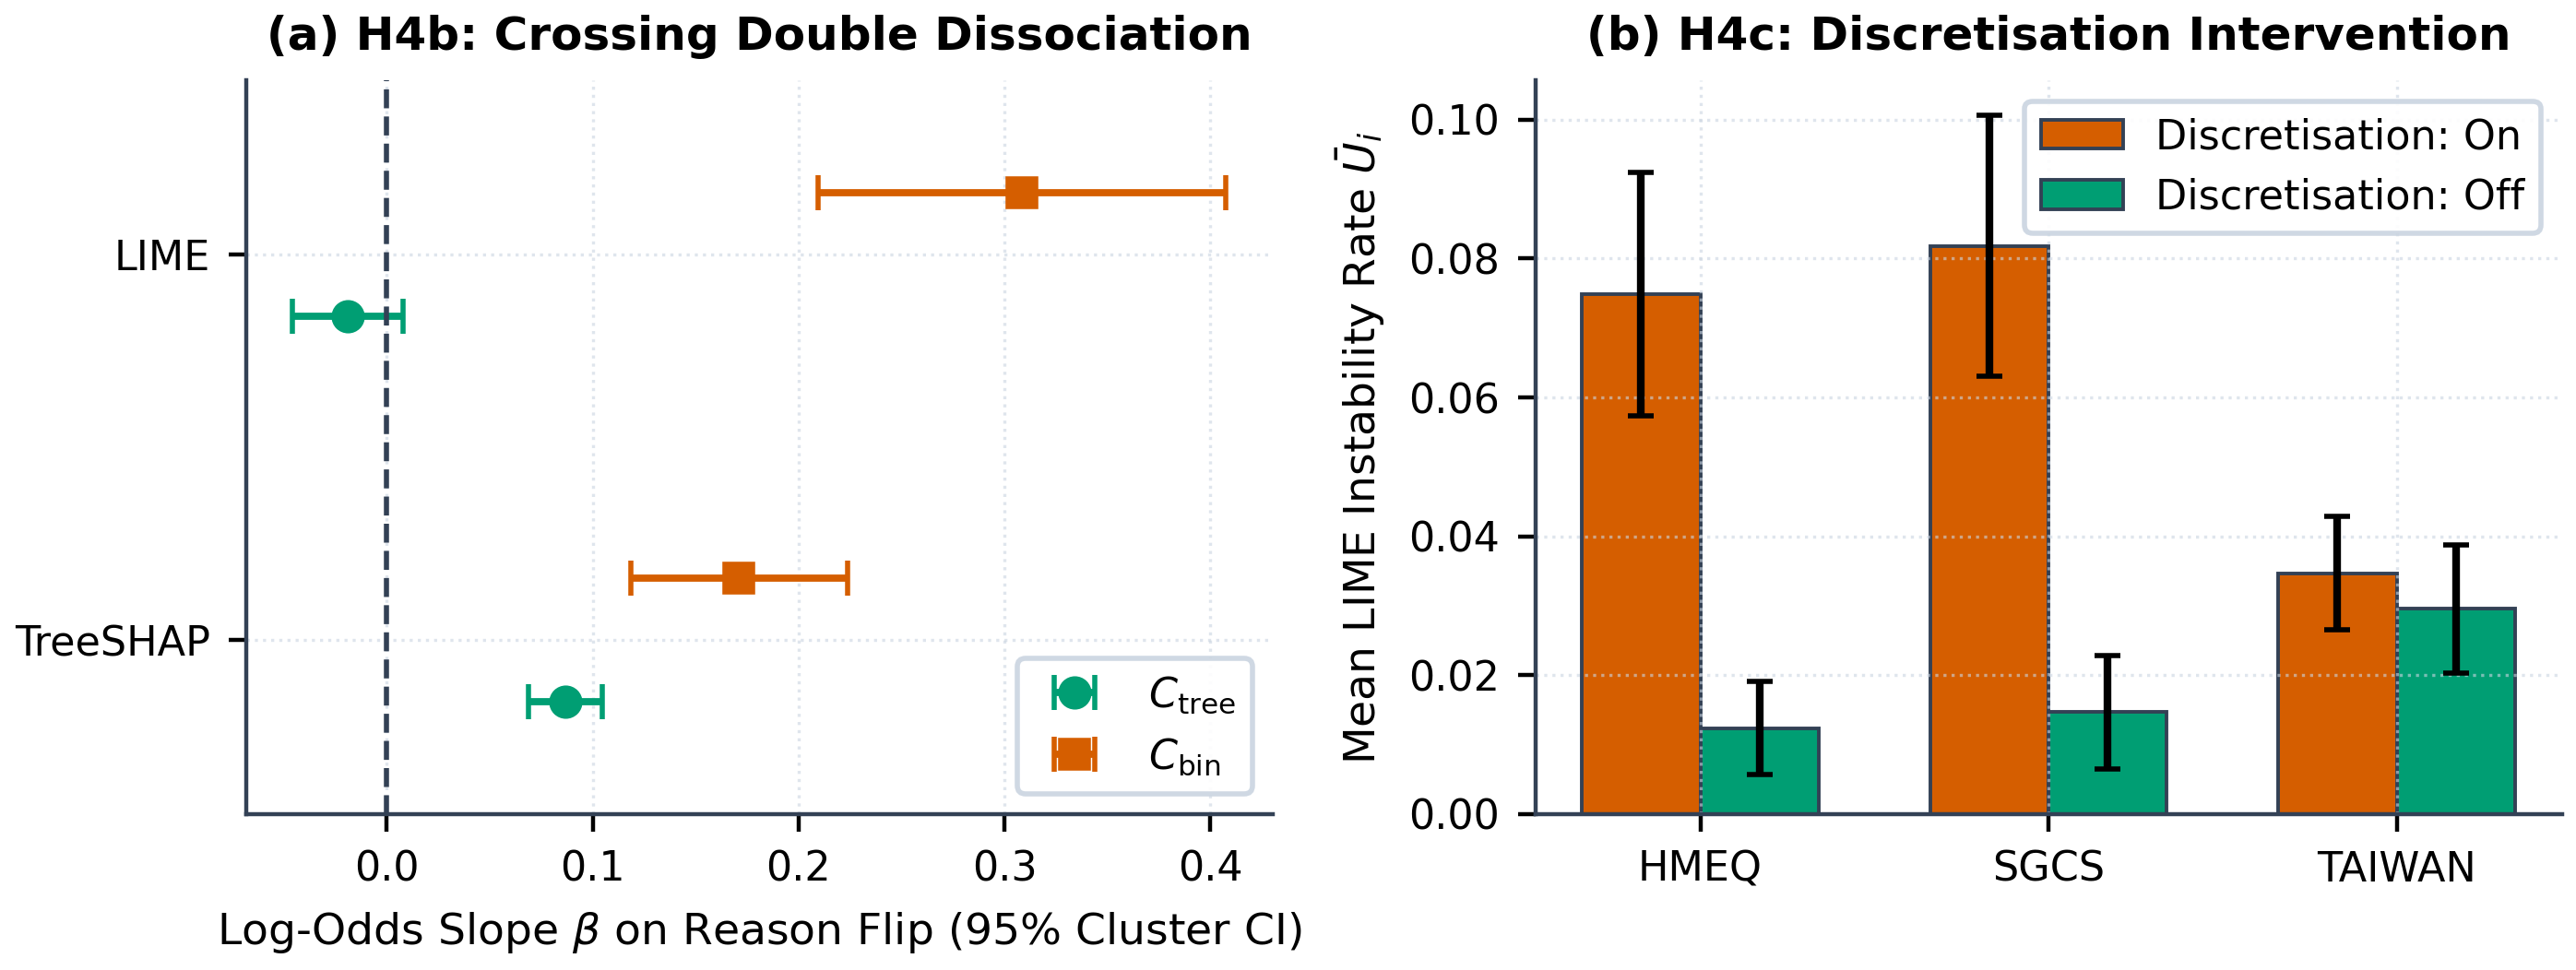 (a) H4b: Crossing Double Dissociation
LIME
TreeSHAP
C_tree
C_bin
0.0 0.1 0.2 0.3 0.4
Log-Odds Slope β on Reason Flip (95% Cluster CI)
(b) H4c: Discretisation Intervention
Mean LIME Instability Rate Ū_i
0.10
0.08
0.06
0.04
0.02
0.00
Discretisation: On
Discretisation: Off
HMEQ SGCS TAIWAN